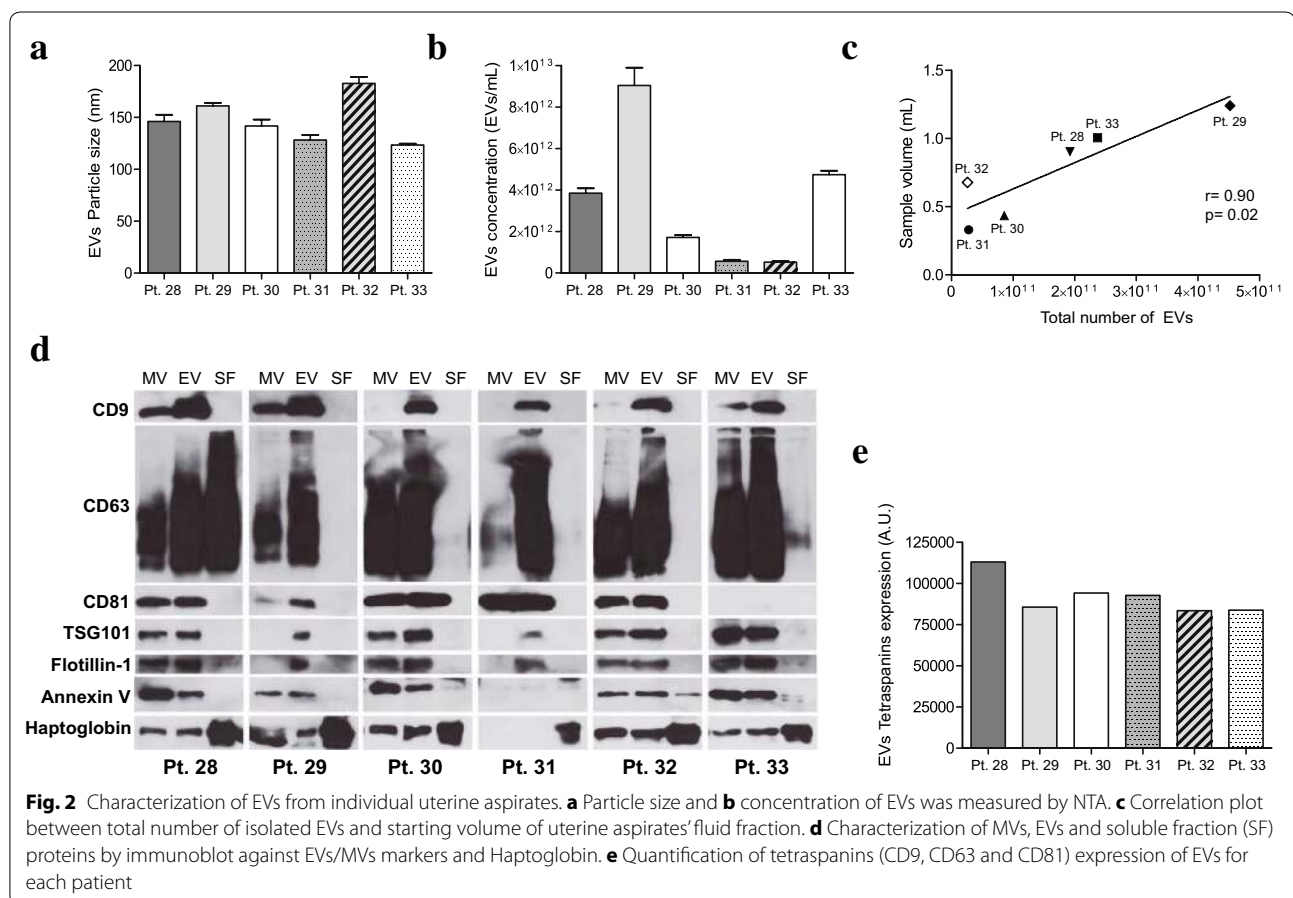 a
200
150
100
50
0
EVs Particle size (nm)
Pt. 28 Pt. 29 Pt. 30 Pt. 31 Pt. 32 Pt. 33
b
1×10¹³
8×10¹²
6×10¹²
4×10¹²
2×10¹²
0
EVs concentration (EVs/mL)
Pt. 28 Pt. 29 Pt. 30 Pt. 31 Pt. 32 Pt. 33
c
1.5
1.0
0.5
0.0
Sample volume (mL)
Pt. 32
Pt. 31
Pt. 30
Pt. 28
Pt. 33
Pt. 29
r= 0.90
p= 0.02
0 1×10¹¹ 2×10¹¹ 3×10¹¹ 4×10¹¹ 5×10¹¹
Total number of EVs
d
MV EV SF MV EV SF MV EV SF MV EV SF MV EV SF MV EV SF
CD9
CD63
CD81
TSG101
Flotillin-1
Annexin V
Haptoglobin
Pt. 28 Pt. 29 Pt. 30 Pt. 31 Pt. 32 Pt. 33
e
125000
100000
75000
50000
25000
0
EVs Tetraspanins expression (A.U.)
Pt. 28 Pt. 29 Pt. 30 Pt. 31 Pt. 32 Pt. 33
Fig. 2 Characterization of EVs from individual uterine aspirates. a Particle size and b concentration of EVs was measured by NTA. c Correlation plot
between total number of isolated EVs and starting volume of uterine aspirates' fluid fraction. d Characterization of MVs, EVs and soluble fraction (SF)
proteins by immunoblot against EVs/MVs markers and Haptoglobin. e Quantification of tetraspanins (CD9, CD63 and CD81) expression of EVs for
each patient